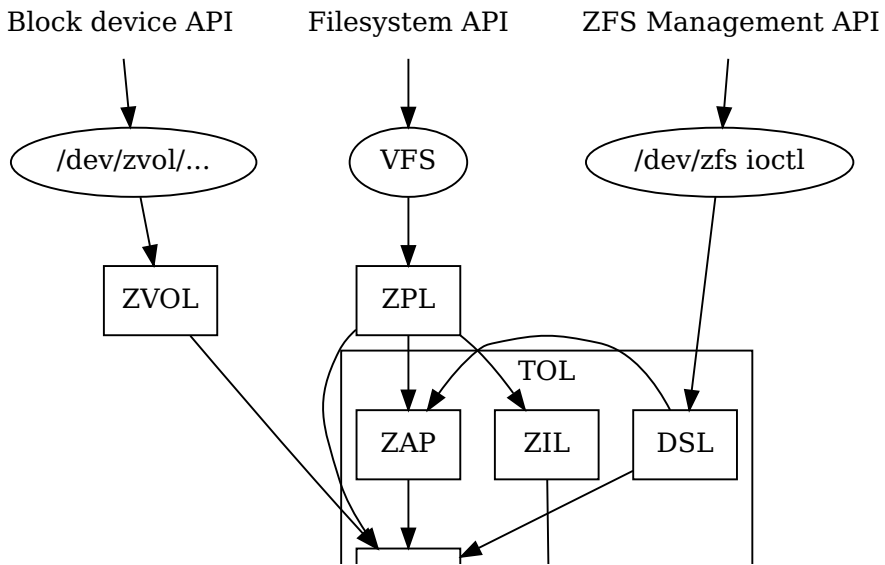 Block device API
Filesystem API
ZFS Management API
/dev/zvol/...
VFS
/dev/zfs ioctl
ZVOL
ZPL
TOL
ZAP
ZIL
DSL